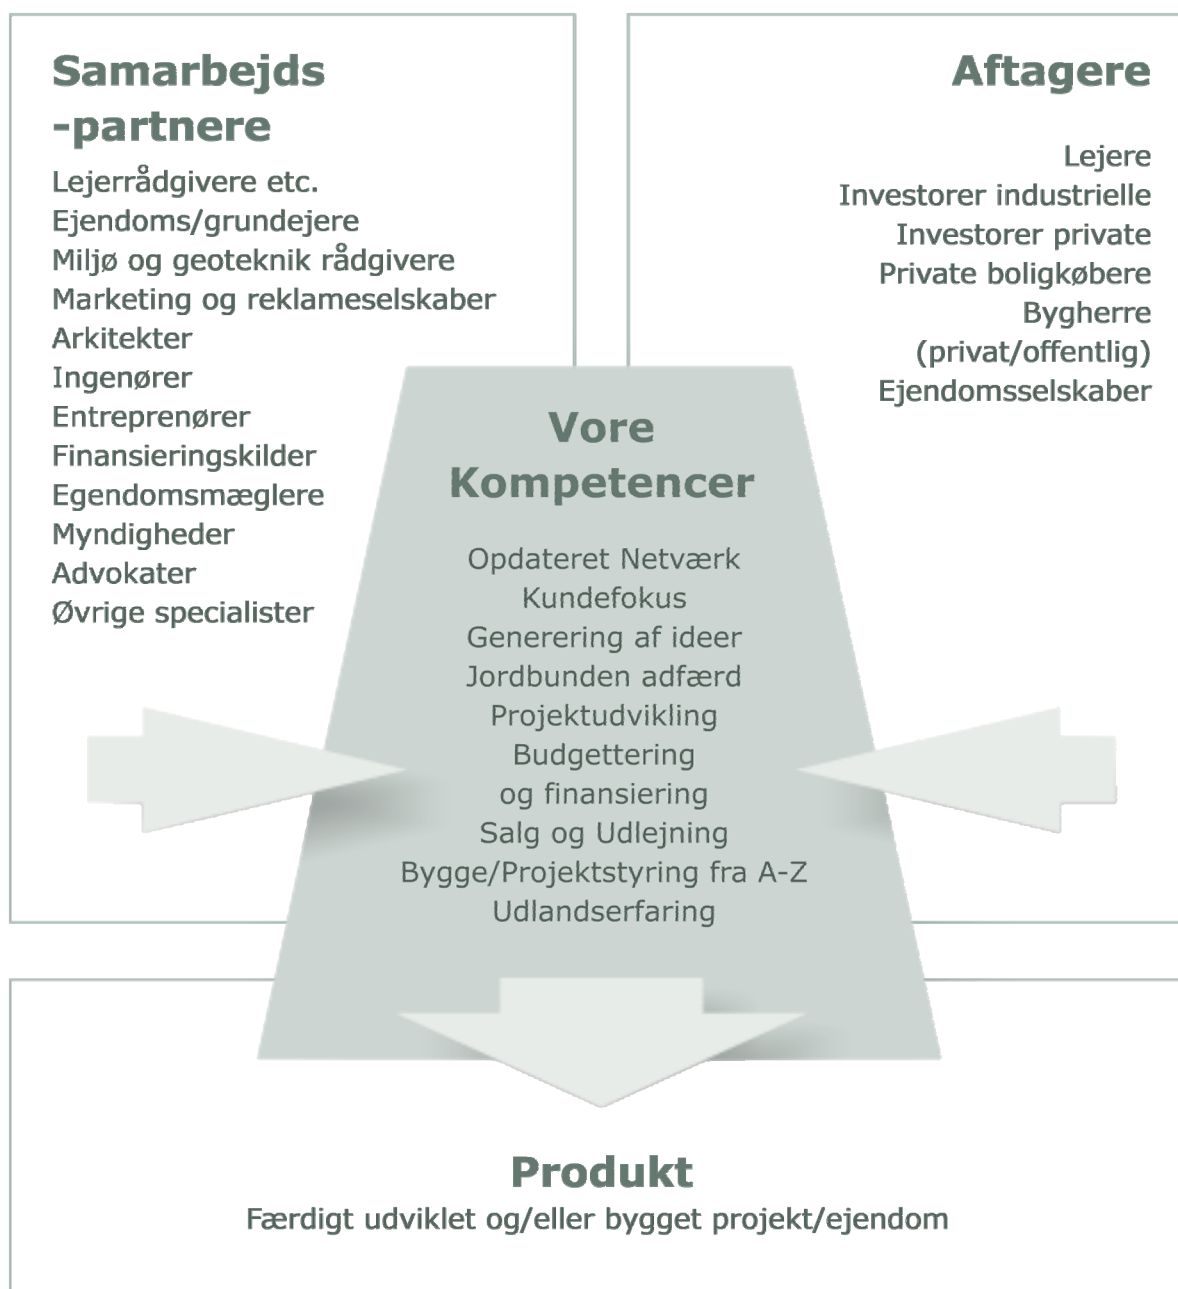 Samarbejds
-partnere
Lejerrådgivere etc.
Ejendoms/grundejere
Miljø og geoteknik rådgivere
Marketing og reklameselskaber
Arkitekter
Ingenører
Entreprenører
Finansieringskilder
Egendomsmæglere
Myndigheder
Advokater
Øvrige specialister
Aftagere
Lejere
Investorer industrielle
Investorer private
Private boligkøbere
Bygherre
(privat/offentlig)
Ejendomsselskaber
Vore
Kompetencer
Opdateret Netværk
Kundefokus
Generering af ideer
Jordbunden adfærd
Projektudvikling
Budgettering
og finansiering
Salg og Udlejning
Bygge/Projektstyring fra A-Z
Udlandserfaring
Produkt
Færdigt udviklet og/eller bygget projekt/ejendom